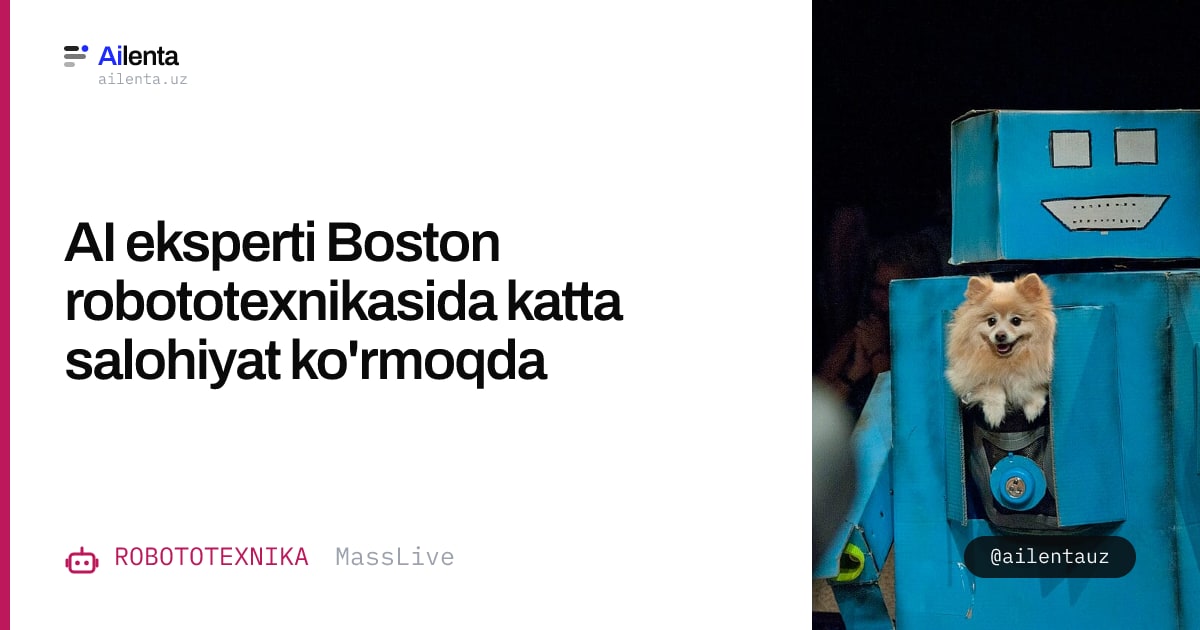 Ailenta
ailenta.uz
AI eksperti Boston
robototexnikasida katta
salohiyat ko'rmoqda
ROBOTOTEXNIKA MassLive
@ailentauz